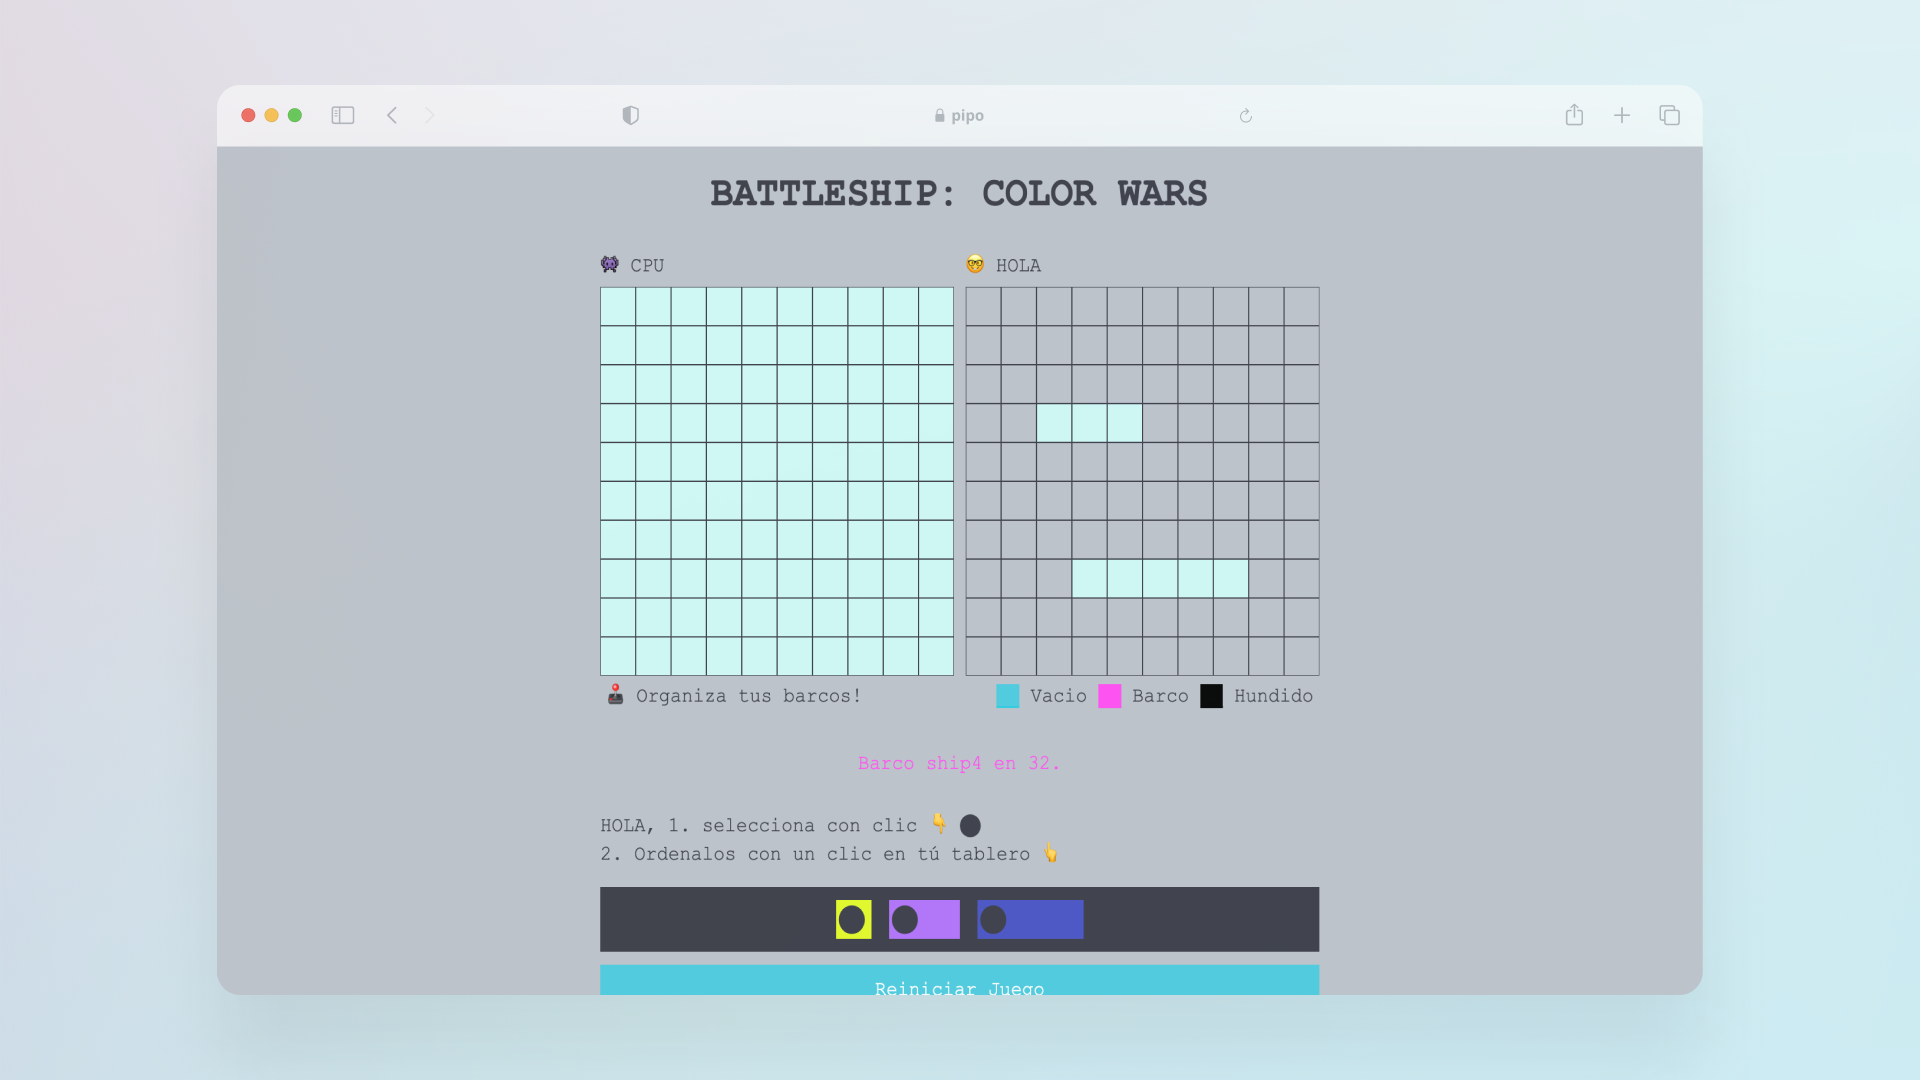 pipo
BATTLESHIP: COLOR WARS
CPU
HOLA
Organiza tus barcos!
Vacio Barco Hundido
Barco ship4 en 32.
HOLA, 1. selecciona con clic
2. Ordenalos con un clic en tú tablero
Reiniciar Juego